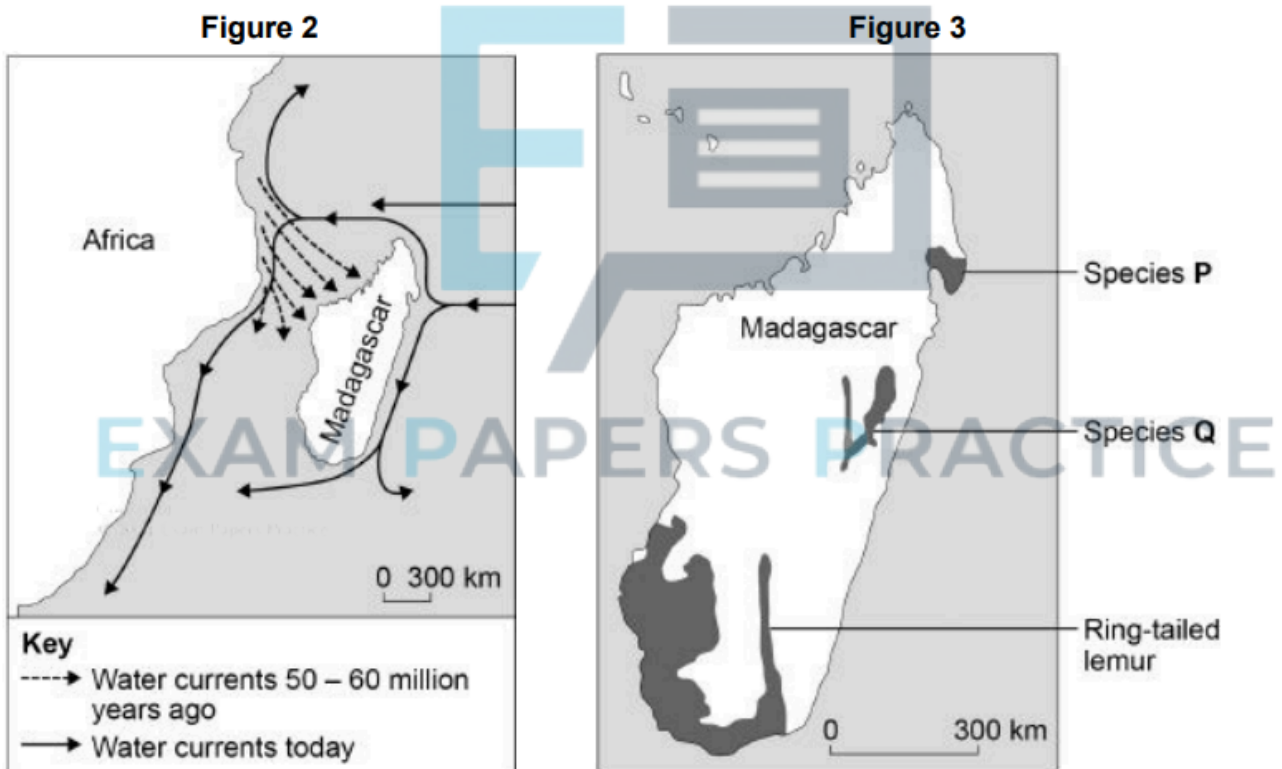 Figure 2
Africa
Madagascar
0 300 km
Key
Water currents 50 – 60 million
years ago
Water currents today
Figure 3
Madagascar
Species P
Species Q
Ring-tailed
lemur
0 300 km
EXAM PAPERS PRACTICE